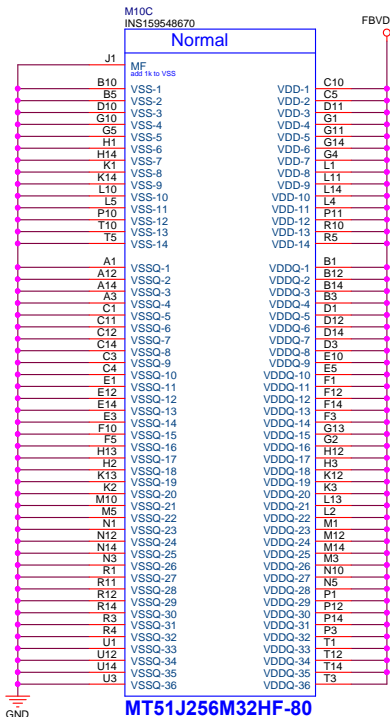 M10C
INS159548670
FBVD
Normal
J1 MF
add 1k to VSS
B10 VSS-1 VDD-1 C10
B5 VSS-2 VDD-2 C5
D10 VSS-3 VDD-3 D11
G10 VSS-4 VDD-4 G1
G5 VSS-5 VDD-5 G11
H1 VSS-6 VDD-6 G14
H14 VSS-7 VDD-7 G4
K1 VSS-8 VDD-8 L1
K14 VSS-9 VDD-9 L11
L10 VSS-10 VDD-10 L14
L5 VSS-11 VDD-11 L4
P10 VSS-12 VDD-12 P11
T10 VSS-13 VDD-13 R10
T5 VSS-14 VDD-14 R5
A1 VSSQ-1 VDDQ-1 B1
A12 VSSQ-2 VDDQ-2 B12
A14 VSSQ-3 VDDQ-3 B14
A3 VSSQ-4 VDDQ-4 B3
C1 VSSQ-5 VDDQ-5 D1
C11 VSSQ-6 VDDQ-6 D12
C12 VSSQ-7 VDDQ-7 D14
C14 VSSQ-8 VDDQ-8 D3
C3 VSSQ-9 VDDQ-9 E10
C4 VSSQ-10 VDDQ-10 E5
E1 VSSQ-11 VDDQ-11 F1
E12 VSSQ-12 VDDQ-12 F12
E14 VSSQ-13 VDDQ-13 F14
E3 VSSQ-14 VDDQ-14 F3
F10 VSSQ-15 VDDQ-15 G13
F5 VSSQ-16 VDDQ-16 G2
H13 VSSQ-17 VDDQ-17 H12
H2 VSSQ-18 VDDQ-18 H3
K13 VSSQ-19 VDDQ-19 K12
K2 VSSQ-20 VDDQ-20 K3
M10 VSSQ-21 VDDQ-21 L13
M5 VSSQ-22 VDDQ-22 L2
N1 VSSQ-23 VDDQ-23 M1
N12 VSSQ-24 VDDQ-24 M12
N14 VSSQ-25 VDDQ-25 M14
N3 VSSQ-26 VDDQ-26 M3
R1 VSSQ-27 VDDQ-27 N10
R11 VSSQ-28 VDDQ-28 N5
R12 VSSQ-29 VDDQ-29 P1
R14 VSSQ-30 VDDQ-30 P12
R3 VSSQ-31 VDDQ-31 P14
R4 VSSQ-32 VDDQ-32 P3
U1 VSSQ-33 VDDQ-33 T1
U12 VSSQ-34 VDDQ-34 T12
U14 VSSQ-35 VDDQ-35 T14
U3 VSSQ-36 VDDQ-36 T3
MT51J256M32HF-80
GND